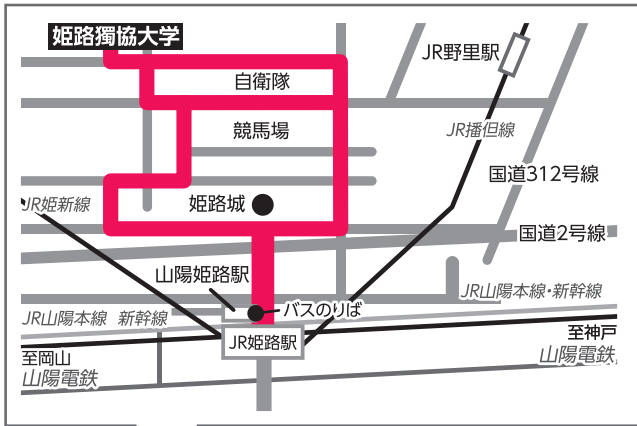 姫路獨協大学
JR野里駅
自衛隊
競馬場
JR播但線
国道312号線
JR姫新線
姫路城
国道2号線
山陽姫路駅
JR山陽本線・新幹線
バスのりば
JR山陽本線 新幹線
至神戸
JR姫路駅
至岡山
山陽電鉄
山陽電鉄